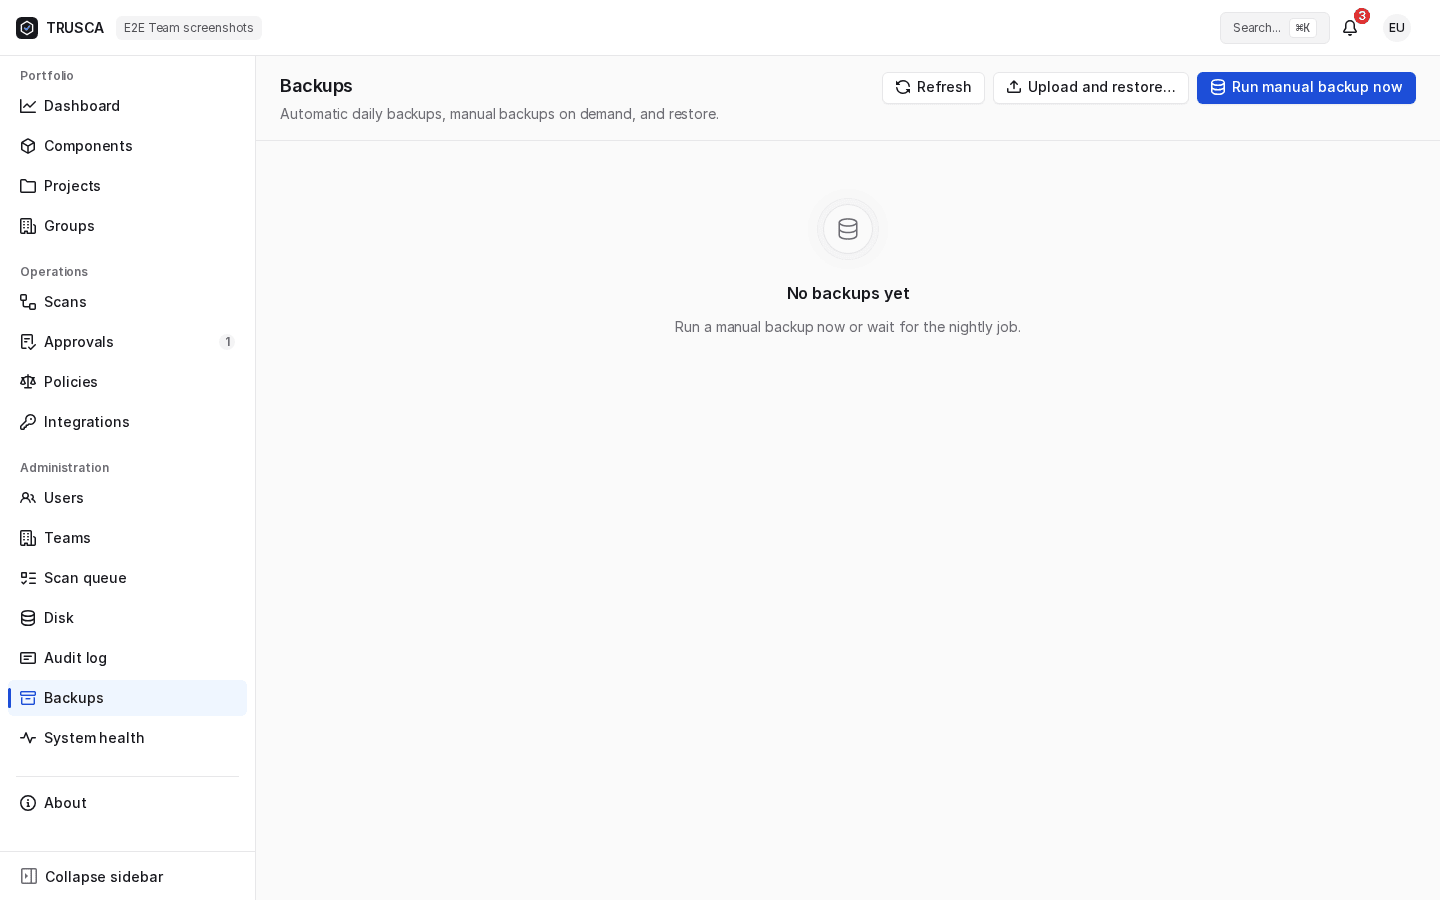 TRUSCA
E2E Team screenshots
Search... ⌘K
3
EU
Portfolio
Dashboard
Components
Projects
Groups
Operations
Scans
Approvals 1
Policies
Integrations
Administration
Users
Teams
Scan queue
Disk
Audit log
Backups
System health
About
Collapse sidebar
Backups
Automatic daily backups, manual backups on demand, and restore.
Refresh
Upload and restore...
Run manual backup now
No backups yet
Run a manual backup now or wait for the nightly job.